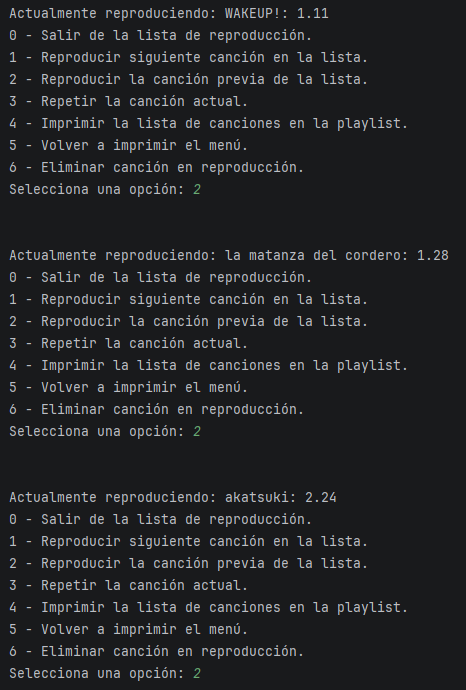 Actualmente reproduciendo: WAKEUP!: 1.11
0 - Salir de la lista de reproducción.
1 - Reproducir siguiente canción en la lista.
2 - Reproducir la canción previa de la lista.
3 - Repetir la canción actual.
4 - Imprimir la lista de canciones en la playlist.
5 - Volver a imprimir el menú.
6 - Eliminar canción en reproducción.
Selecciona una opción: 2
Actualmente reproduciendo: la matanza del cordero: 1.28
0 - Salir de la lista de reproducción.
1 - Reproducir siguiente canción en la lista.
2 - Reproducir la canción previa de la lista.
3 - Repetir la canción actual.
4 - Imprimir la lista de canciones en la playlist.
5 - Volver a imprimir el menú.
6 - Eliminar canción en reproducción.
Selecciona una opción: 2
Actualmente reproduciendo: akatsuki: 2.24
0 - Salir de la lista de reproducción.
1 - Reproducir siguiente canción en la lista.
2 - Reproducir la canción previa de la lista.
3 - Repetir la canción actual.
4 - Imprimir la lista de canciones en la playlist.
5 - Volver a imprimir el menú.
6 - Eliminar canción en reproducción.
Selecciona una opción: 2